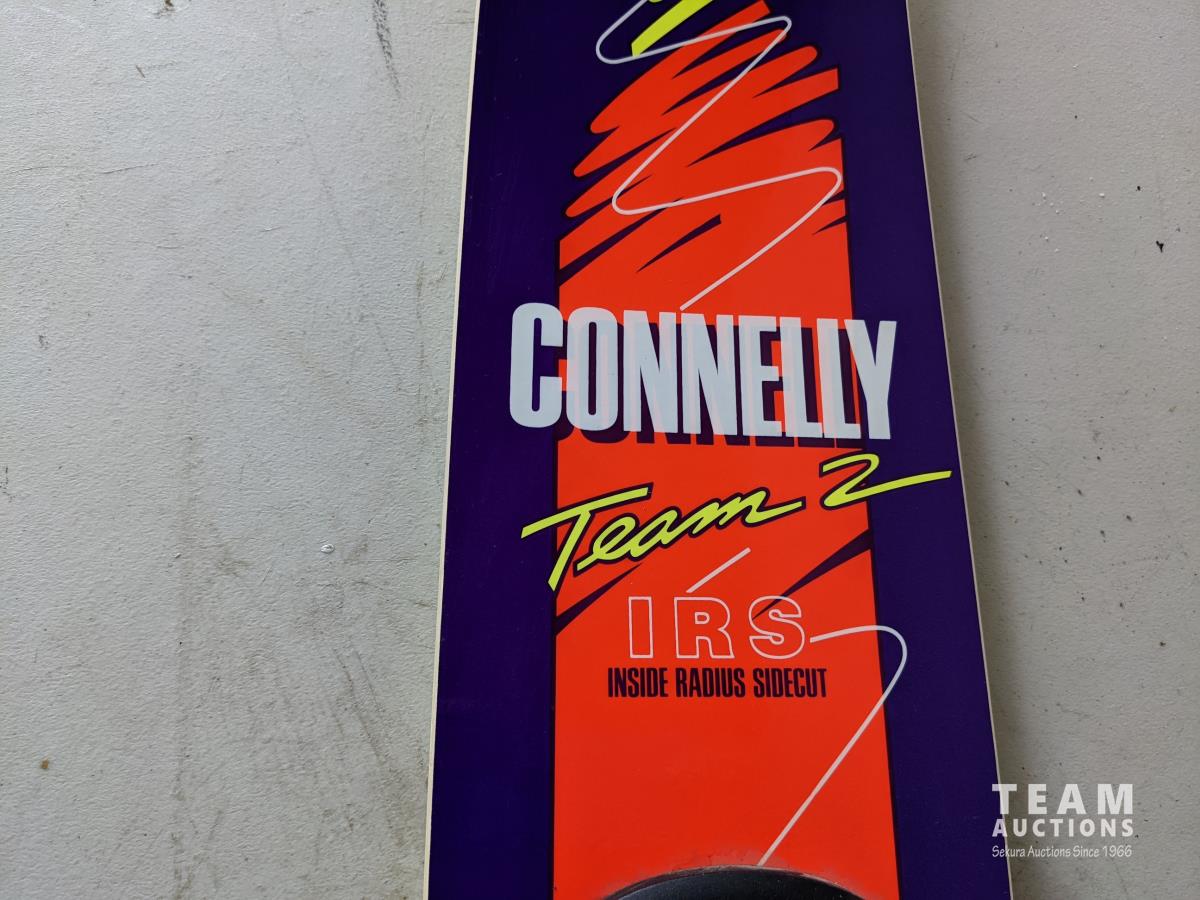 CONNELLY
Team 2
IRS
INSIDE RADIUS SIDECUT
TEAM
AUCTIONS
Sekura Auctions Since 1966